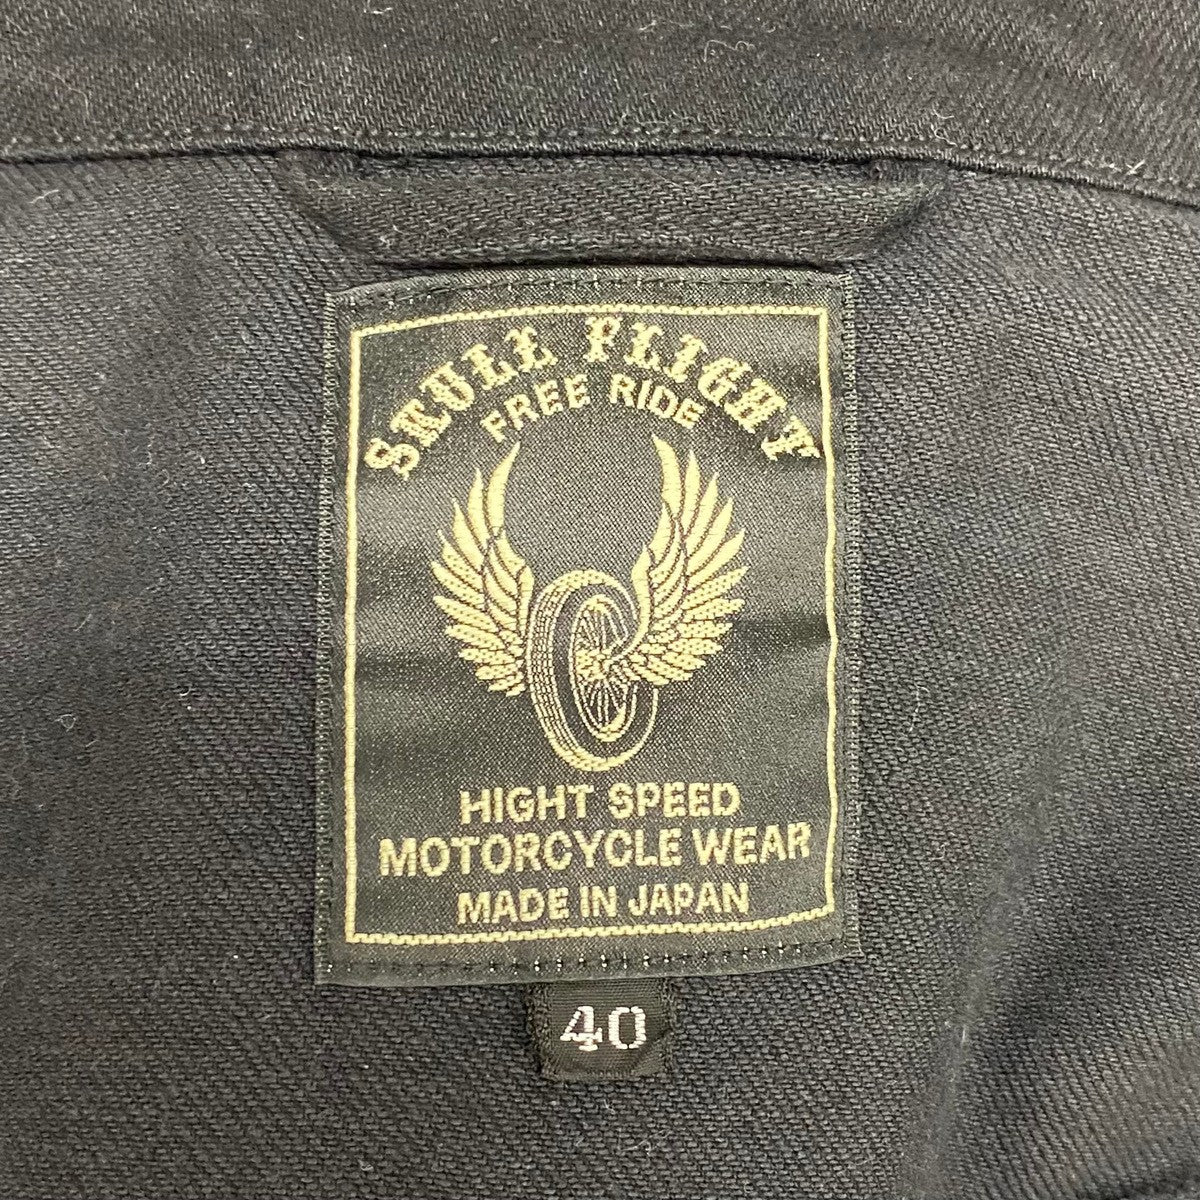 SKULL FLIGHT
FREE RIDE
HIGHT SPEED
MOTORCYCLE WEAR
MADE IN JAPAN
40